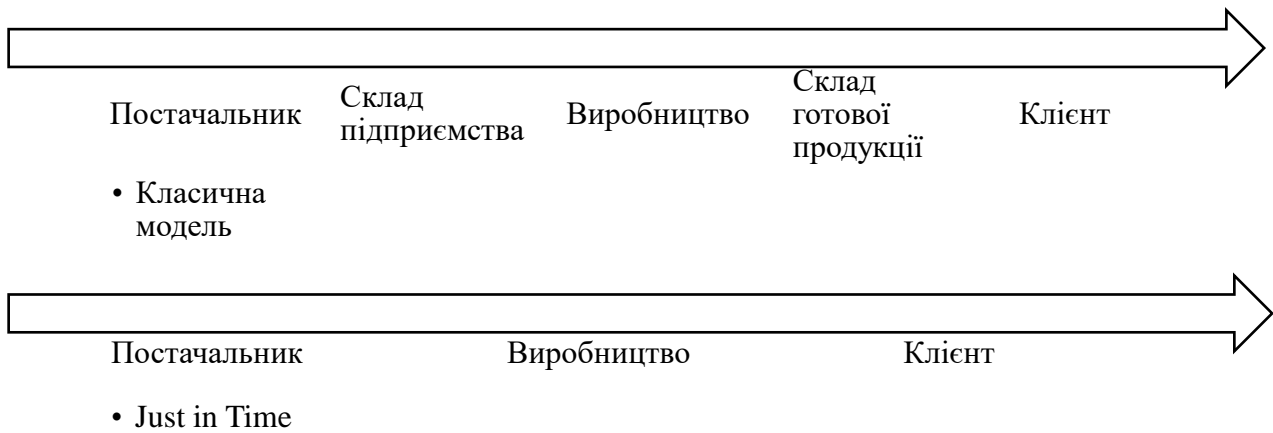 Постачальник
Склад
підприємства
Виробництво
Склад
готової
продукції
Клієнт
• Класична
модель
Постачальник
Виробництво
Клієнт
• Just in Time